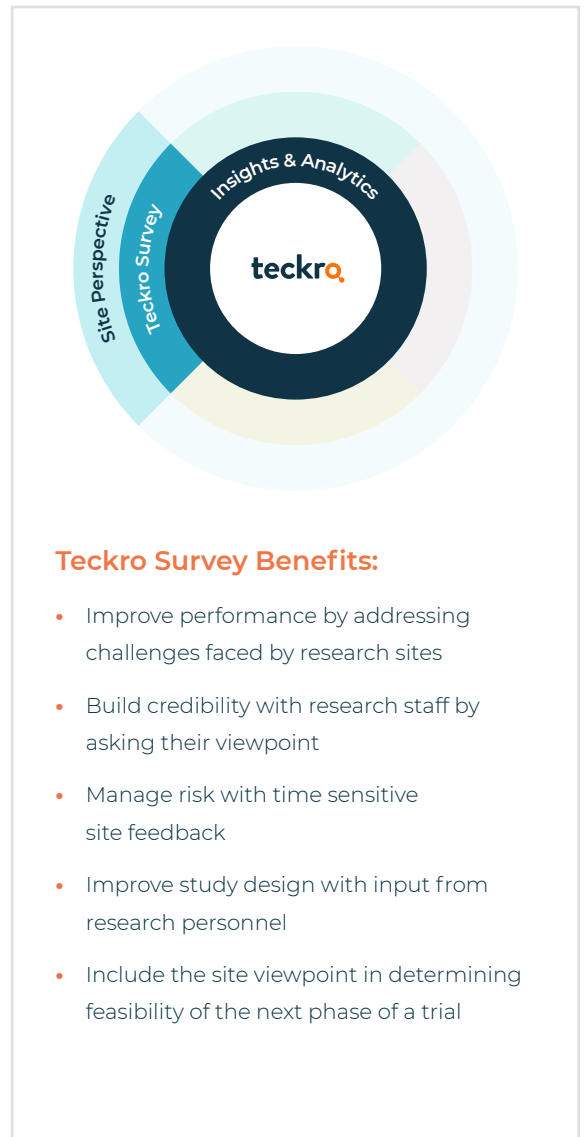 Insights & Analytics
Site Perspective
Teckro Survey
teckro
Teckro Survey Benefits:
• Improve performance by addressing
challenges faced by research sites
• Build credibility with research staff by
asking their viewpoint
• Manage risk with time sensitive
site feedback
• Improve study design with input from
research personnel
• Include the site viewpoint in determining
feasibility of the next phase of a trial